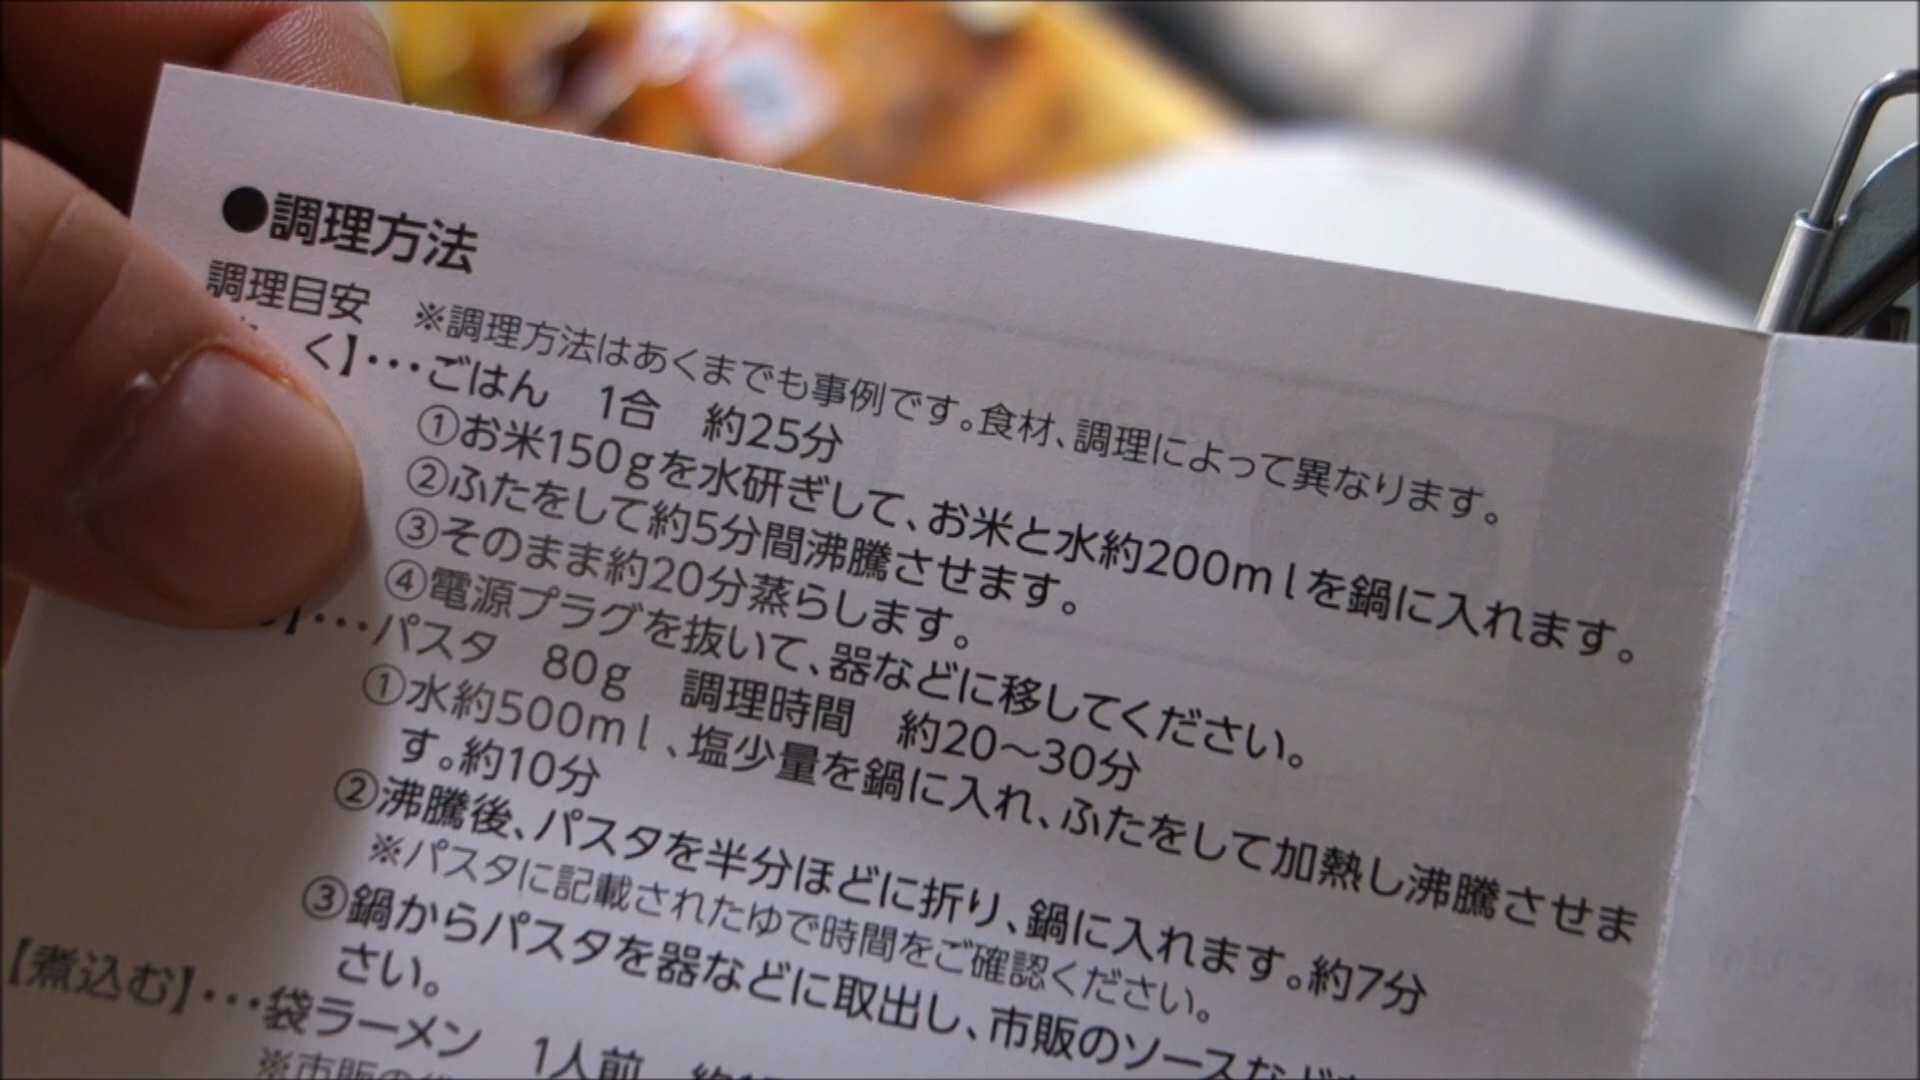 ●調理方法
調理目安 ※調理方法はあくまでも事例です。食材、調理によって異なります。
く】・・・ごはん 1合 約25分
①お米150gを水研ぎして、お米と水約200mlを鍋に入れます。
②ふたをして約5分間沸騰させます。
③そのまま約20分蒸らします。
④電源プラグを抜いて、器などに移してください。
】・・・パスタ 80g 調理時間 約20〜30分
①水約500ml、塩少量を鍋に入れ、ふたをして加熱し沸騰させま
す。約10分
②沸騰後、パスタを半分ほどに折り、鍋に入れます。約7分
※パスタに記載されたゆで時間をご確認ください。
③鍋からパスタを器などに取出し、市販のソースなど
さい。
【煮込む】・・・袋ラーメン 1人前
※市販の